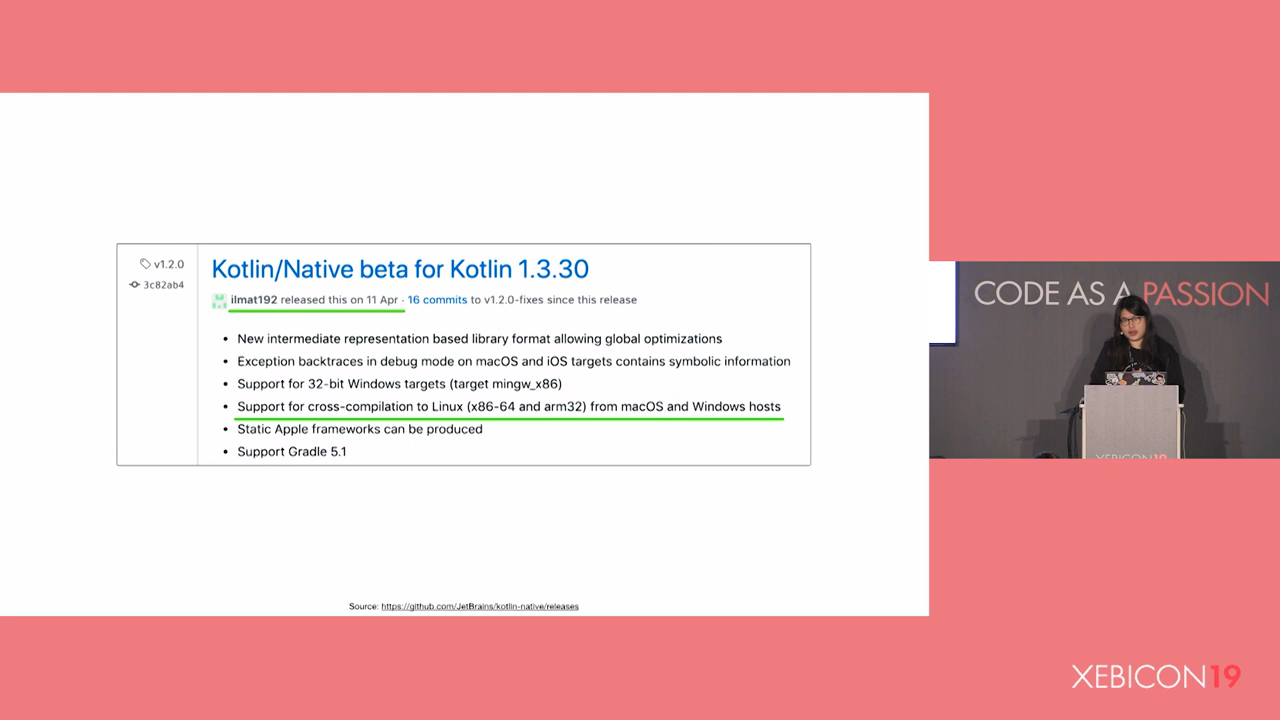 v1.2.0
3c82ab4
Kotlin/Native beta for Kotlin 1.3.30
ilmat192 released this on 11 Apr · 16 commits to v1.2.0-fixes since this release
• New intermediate representation based library format allowing global optimizations
• Exception backtraces in debug mode on macOS and iOS targets contains symbolic information
• Support for 32-bit Windows targets (target mingw_x86)
• Support for cross-compilation to Linux (x86-64 and arm32) from macOS and Windows hosts
• Static Apple frameworks can be produced
• Support Gradle 5.1
Source: https://github.com/JetBrains/kotlin-native/releases
CODE AS A PASSION
XEBICON19
XEBICON19